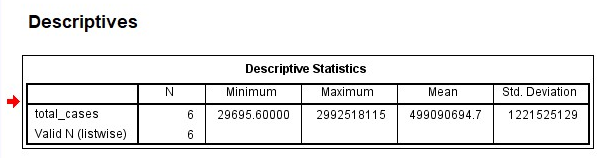 Descriptives
Descriptive Statistics
N Minimum Maximum Mean Std. Deviation
total_cases 6 29695.60000 2992518115 499090694.7 1221525129
Valid N (listwise) 6